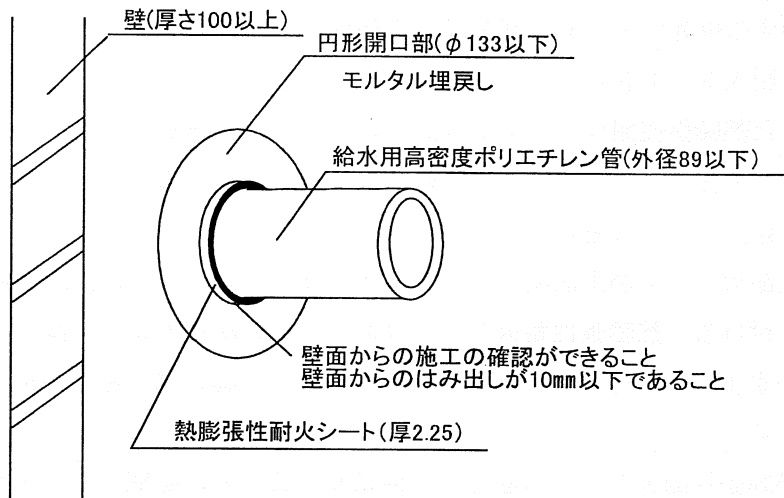 壁(厚さ100以上)
円形開口部(φ133以下)
モルタル埋戻し
給水用高密度ポリエチレン管(外径89以下)
壁面からの施工の確認ができること
壁面からのはみ出しが10mm以下であること
熱膨張性耐火シート(厚2.25)